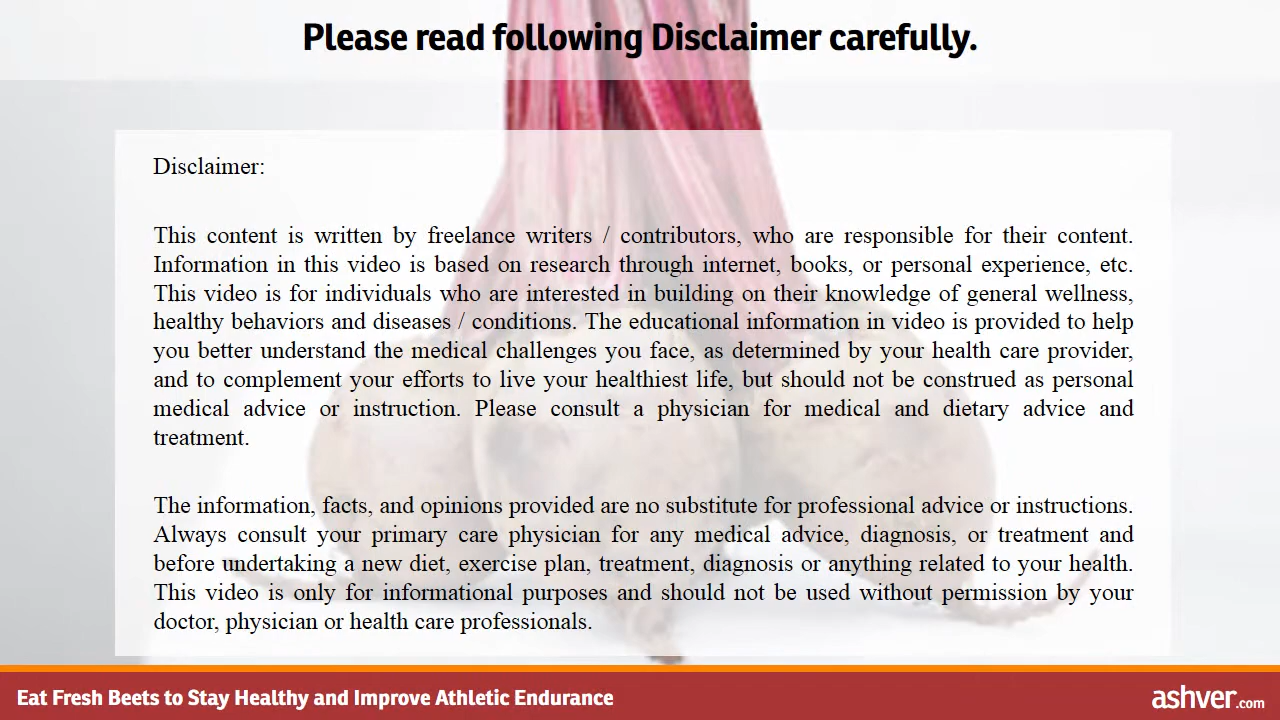 Please read following Disclaimer carefully.
Disclaimer:
This content is written by freelance writers / contributors, who are responsible for their content.
Information in this video is based on research through internet, books, or personal experience, etc.
This video is for individuals who are interested in building on their knowledge of general wellness,
healthy behaviors and diseases / conditions. The educational information in video is provided to help
you better understand the medical challenges you face, as determined by your health care provider,
and to complement your efforts to live your healthiest life, but should not be construed as personal
medical advice or instruction. Please consult a physician for medical and dietary advice and
treatment.
The information, facts, and opinions provided are no substitute for professional advice or instructions.
Always consult your primary care physician for any medical advice, diagnosis, or treatment and
before undertaking a new diet, exercise plan, treatment, diagnosis or anything related to your health.
This video is only for informational purposes and should not be used without permission by your
doctor, physician or health care professionals.
Eat Fresh Beets to Stay Healthy and Improve Athletic Endurance
ashver.com